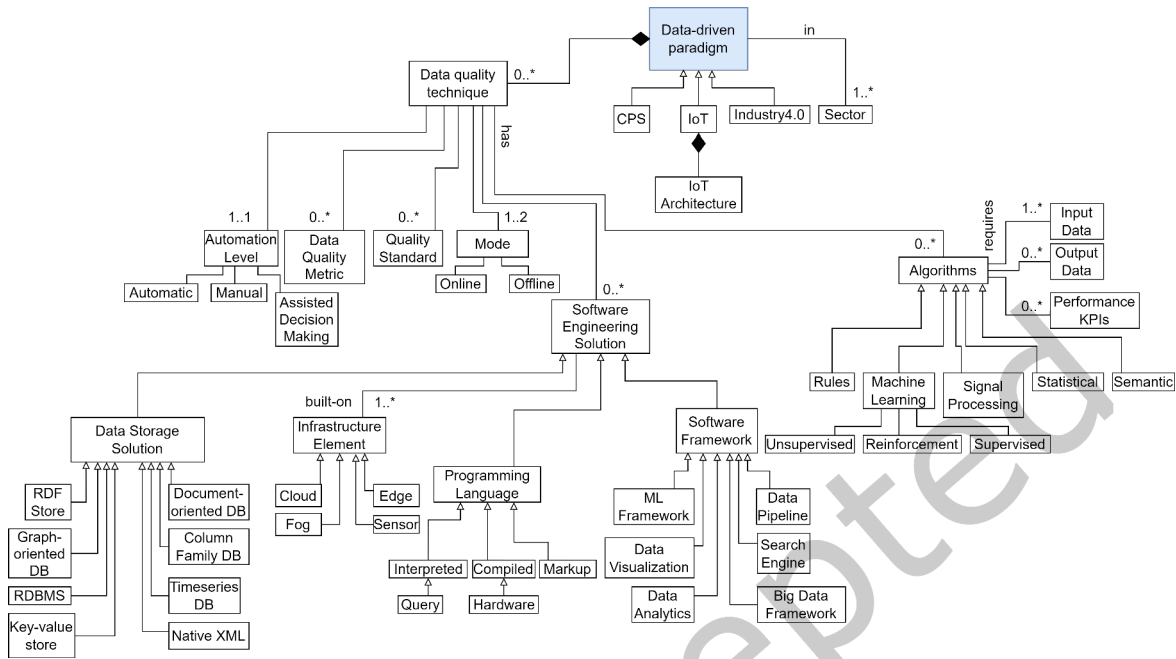 Data-driven
paradigm
in
0..*
1..*
Data quality
technique
has
CPS
IoT
Industry4.0
Sector
IoT
Architecture
1..1
0..*
0..*
1..2
0..*
requires
1..*
0..*
0..*
Automation
Level
Data
Quality
Metric
Quality
Standard
Mode
Algorithms
Input
Data
Output
Data
Performance
KPIs
Automatic
Manual
Assisted
Decision
Making
Online
Offline
0..*
Software
Engineering
Solution
Rules
Machine
Learning
Signal
Processing
Statistical
Semantic
Unsupervised
Reinforcement
Supervised
built-on
1..*
Data Storage
Solution
Infrastructure
Element
Programming
Language
Software
Framework
RDF
Store
Document-
oriented DB
Graph-
oriented DB
Column
Family DB
RDBMS
Timeseries
DB
Key-value
store
Native XML
Cloud
Edge
Fog
Sensor
Interpreted
Compiled
Markup
Query
Hardware
ML
Framework
Data
Pipeline
Data
Visualization
Search
Engine
Data
Analytics
Big Data
Framework
epted